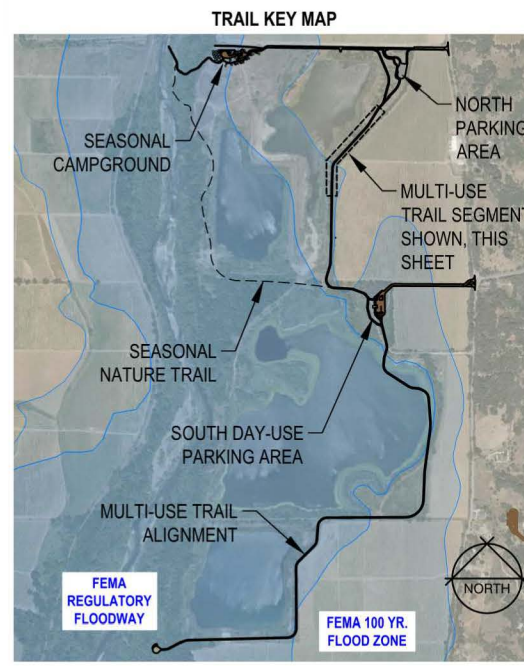 TRAIL KEY MAP
NORTH
PARKING
AREA
SEASONAL
CAMPGROUND
MULTI-USE
TRAIL SEGMENT
SHOWN, THIS
SHEET
SEASONAL
NATURE TRAIL
SOUTH DAY-USE
PARKING AREA
MULTI-USE TRAIL
ALIGNMENT
FEMA
REGULATORY
FLOODWAY
FEMA 100 YR.
FLOOD ZONE
NORTH